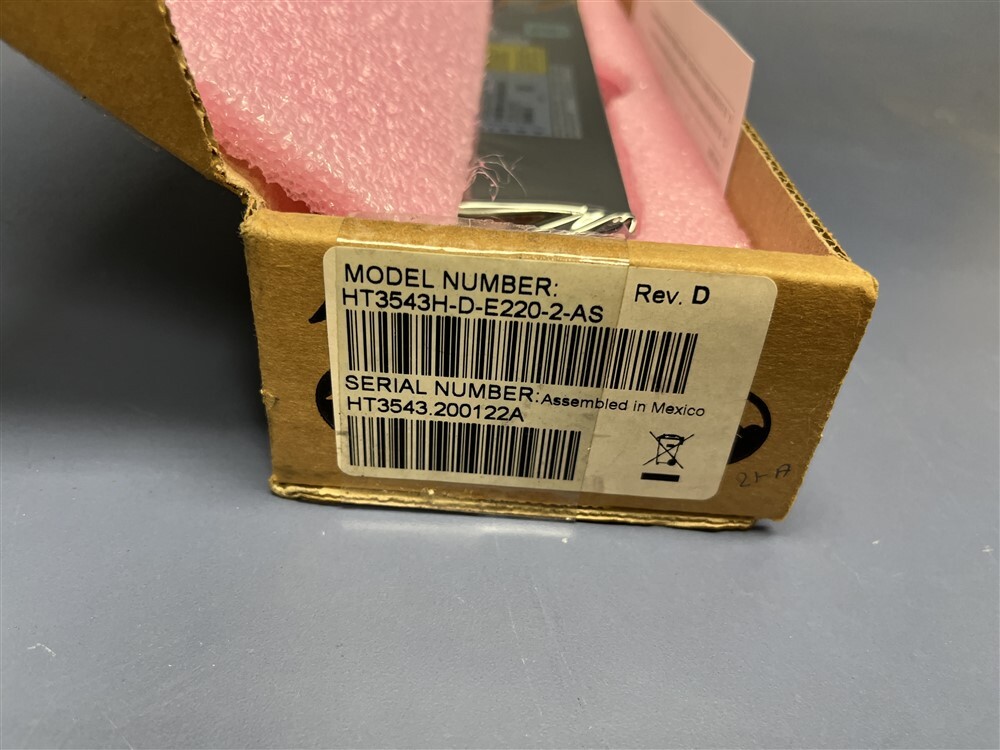 MODEL NUMBER:
HT3543H-D-E220-2-AS
Rev. D
SERIAL NUMBER:Assembled in Mexico
HT3543.200122A